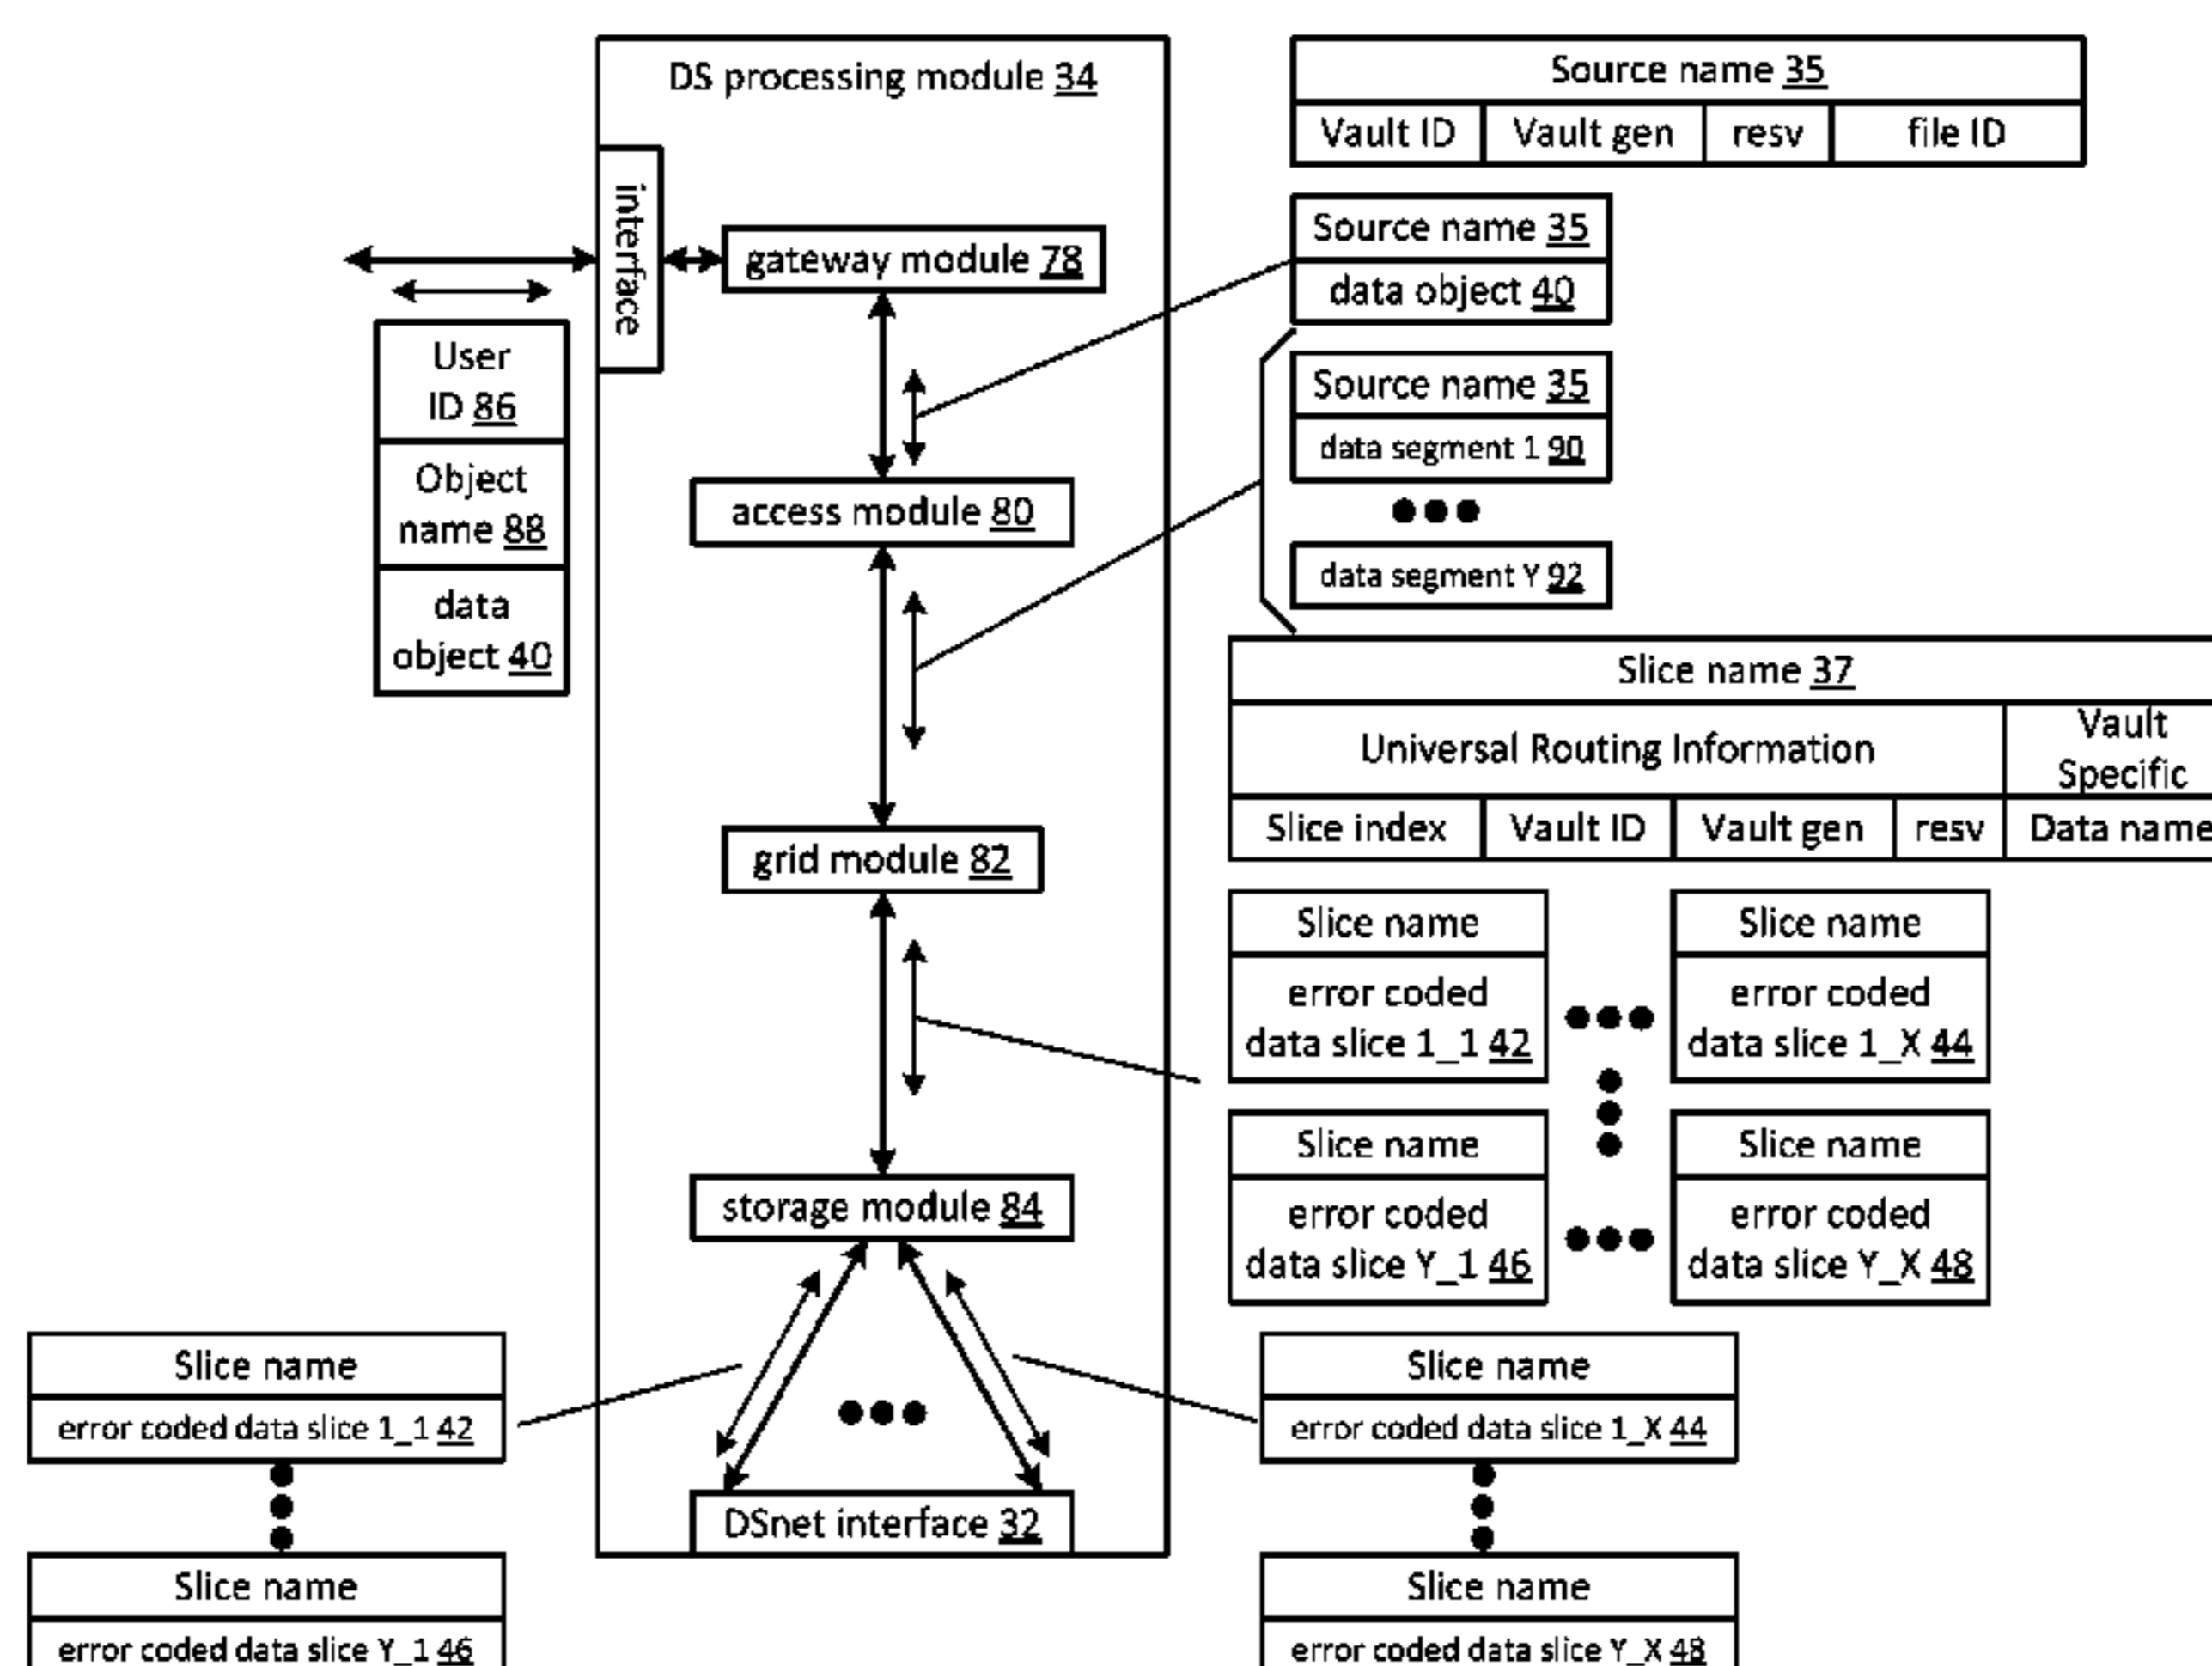 DS processing module 34
interface
gateway module 78
access module 80
grid module 82
storage module 84
DSnet interface 32
User
ID 86
Object
name 88
data
object 40
Source name 35
Vault ID Vault gen resv file ID
Source name 35
data object 40
Source name 35
data segment 1 90
data segment Y 92
Slice name 37
Universal Routing Information
Vault
Specific
Slice index Vault ID Vault gen resv Data name
Slice name
error coded
data slice 1_1 42
Slice name
error coded
data slice 1_X 44
Slice name
error coded
data slice Y_1 46
Slice name
error coded
data slice Y_X 48
Slice name
error coded data slice 1_1 42
Slice name
error coded data slice Y_1 46
Slice name
error coded data slice 1_X 44
Slice name
error coded data slice Y_X 48